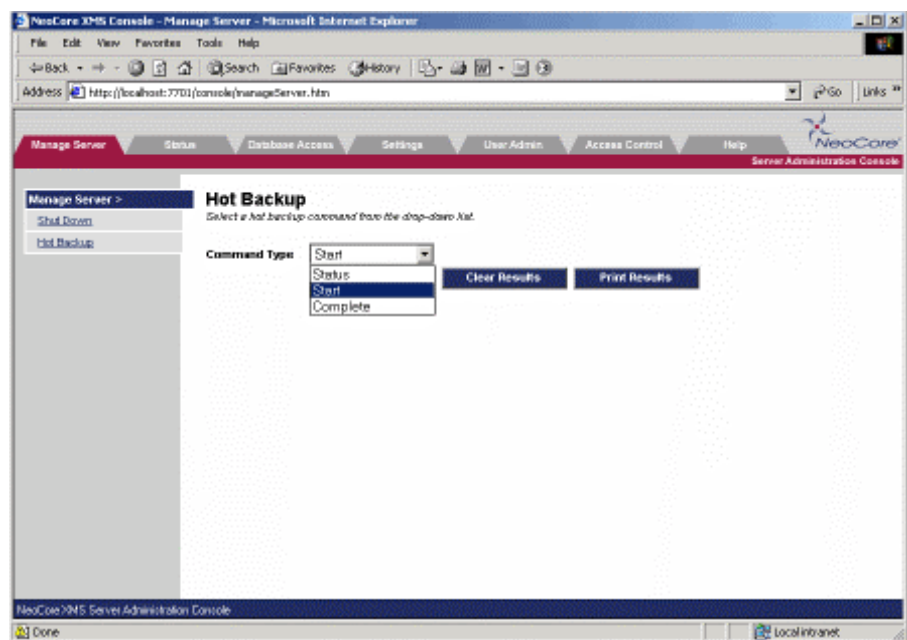 NeoCore XMS Console - Manage Server - Microsoft Internet Explorer
File Edit View Favorites Tools Help
Back Search Favorites History
Address http://localhost:7701/console/manageServer.htm Go Links »
NeoCore
Manage Server Status Database Access Settings User Admin Access Control Help
Server Administration Console
Manage Server >
Shut Down
Hot Backup
Hot Backup
Select a hot backup command from the drop-down list.
Command Type Start
Status
Start
Complete
Clear Results Print Results
NeoCore XMS Server Administration Console
Done Local intranet